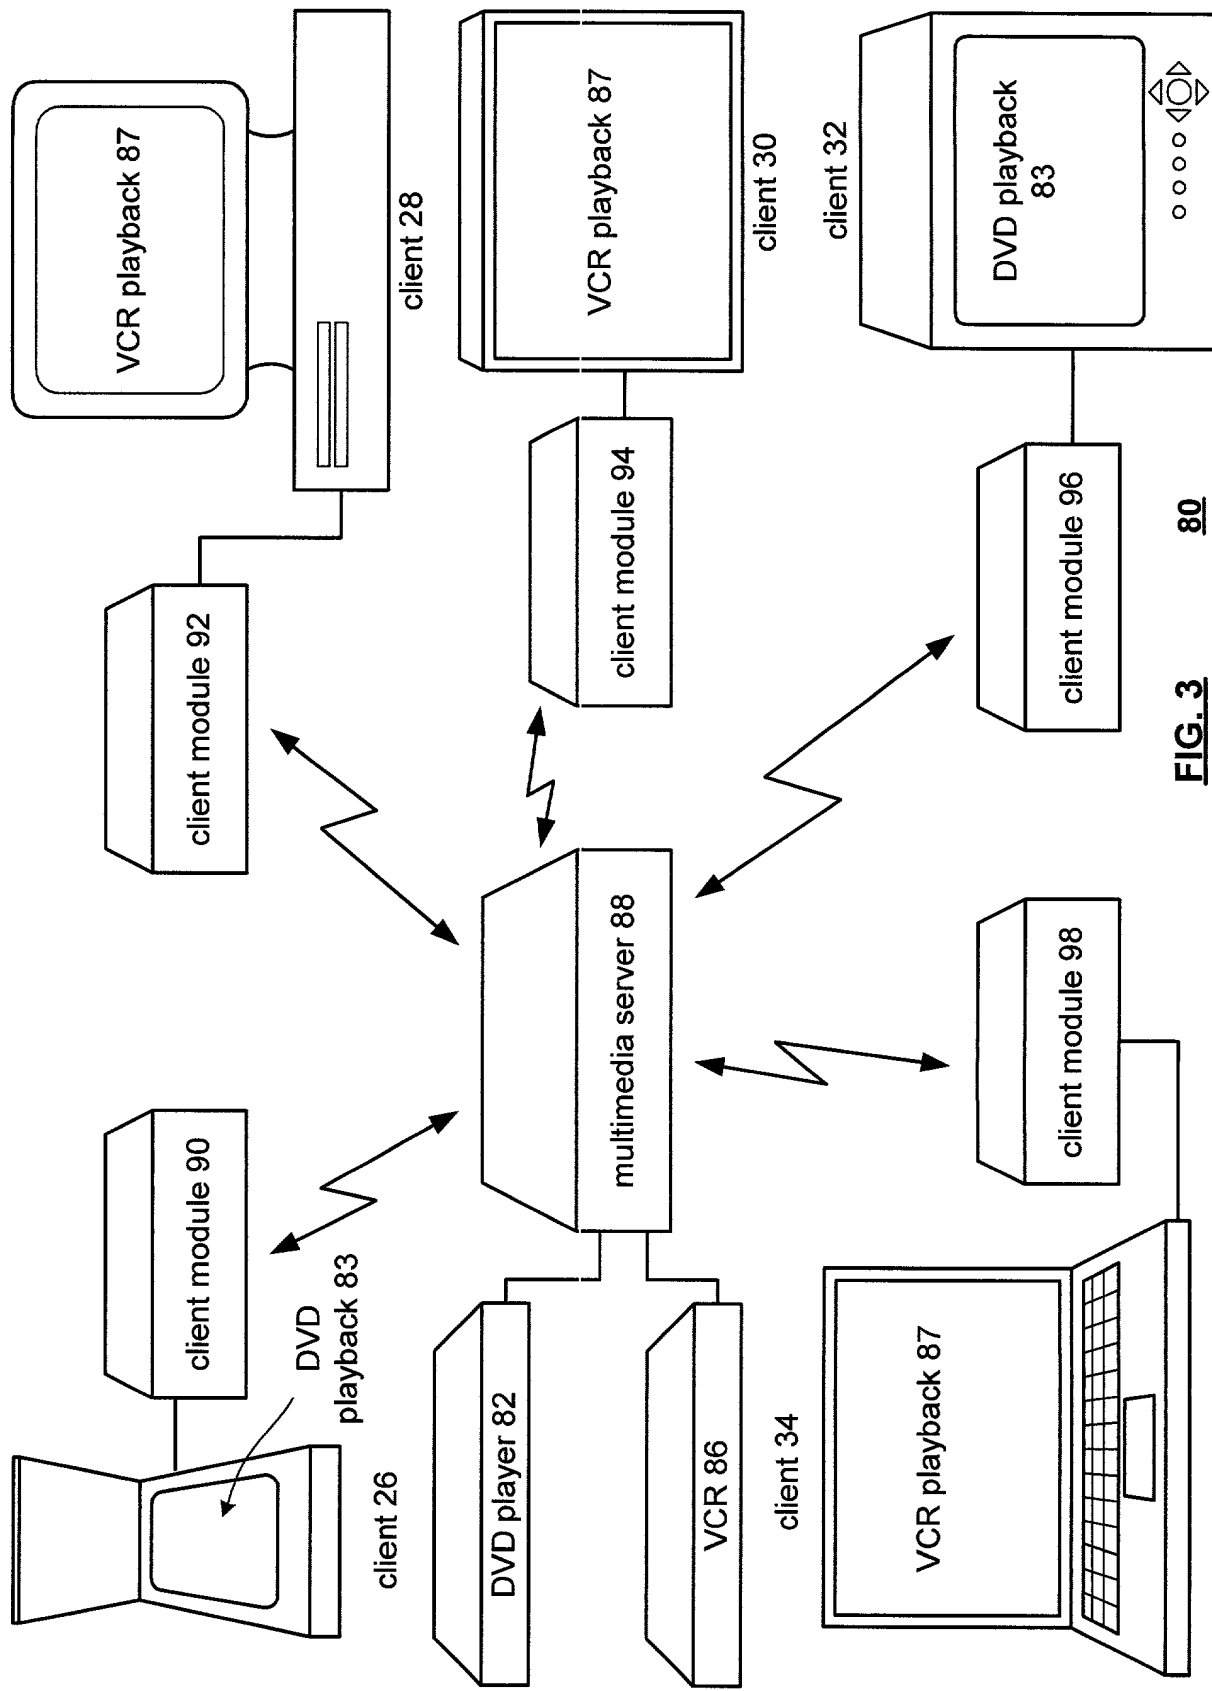 client module 90
DVD
playback 83
client 26
client module 92
VCR playback 87
client 28
DVD player 82
VCR 86
multimedia server 88
client module 94
VCR playback 87
client 30
client 34
VCR playback 87
client module 98
client module 96
client 32
DVD playback
83
FIG. 3
80